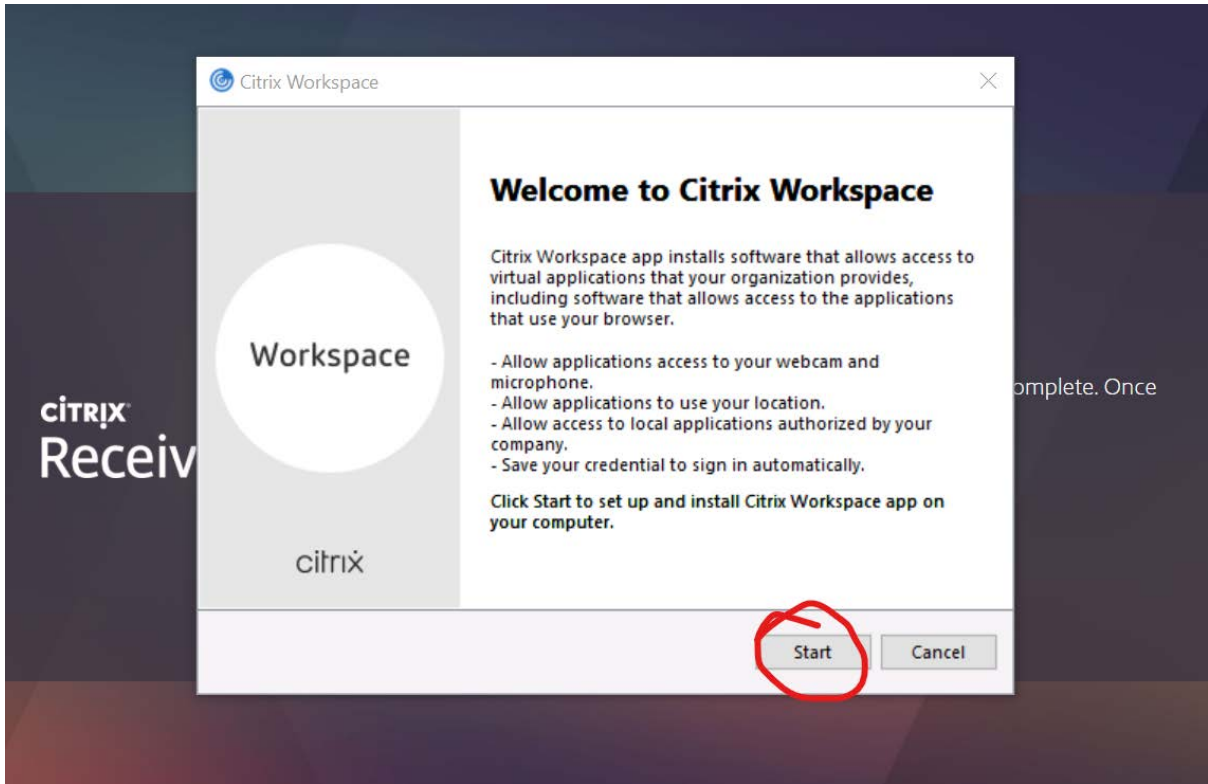 Citrix Workspace
Welcome to Citrix Workspace
Citrix Workspace app installs software that allows access to
virtual applications that your organization provides,
including software that allows access to the applications
that use your browser.
- Allow applications access to your webcam and
microphone.
- Allow applications to use your location.
- Allow access to local applications authorized by your
company.
- Save your credential to sign in automatically.
Click Start to set up and install Citrix Workspace app on
your computer.
Workspace
citrix
Start
Cancel
CITRIX
Receiv
omplete. Once